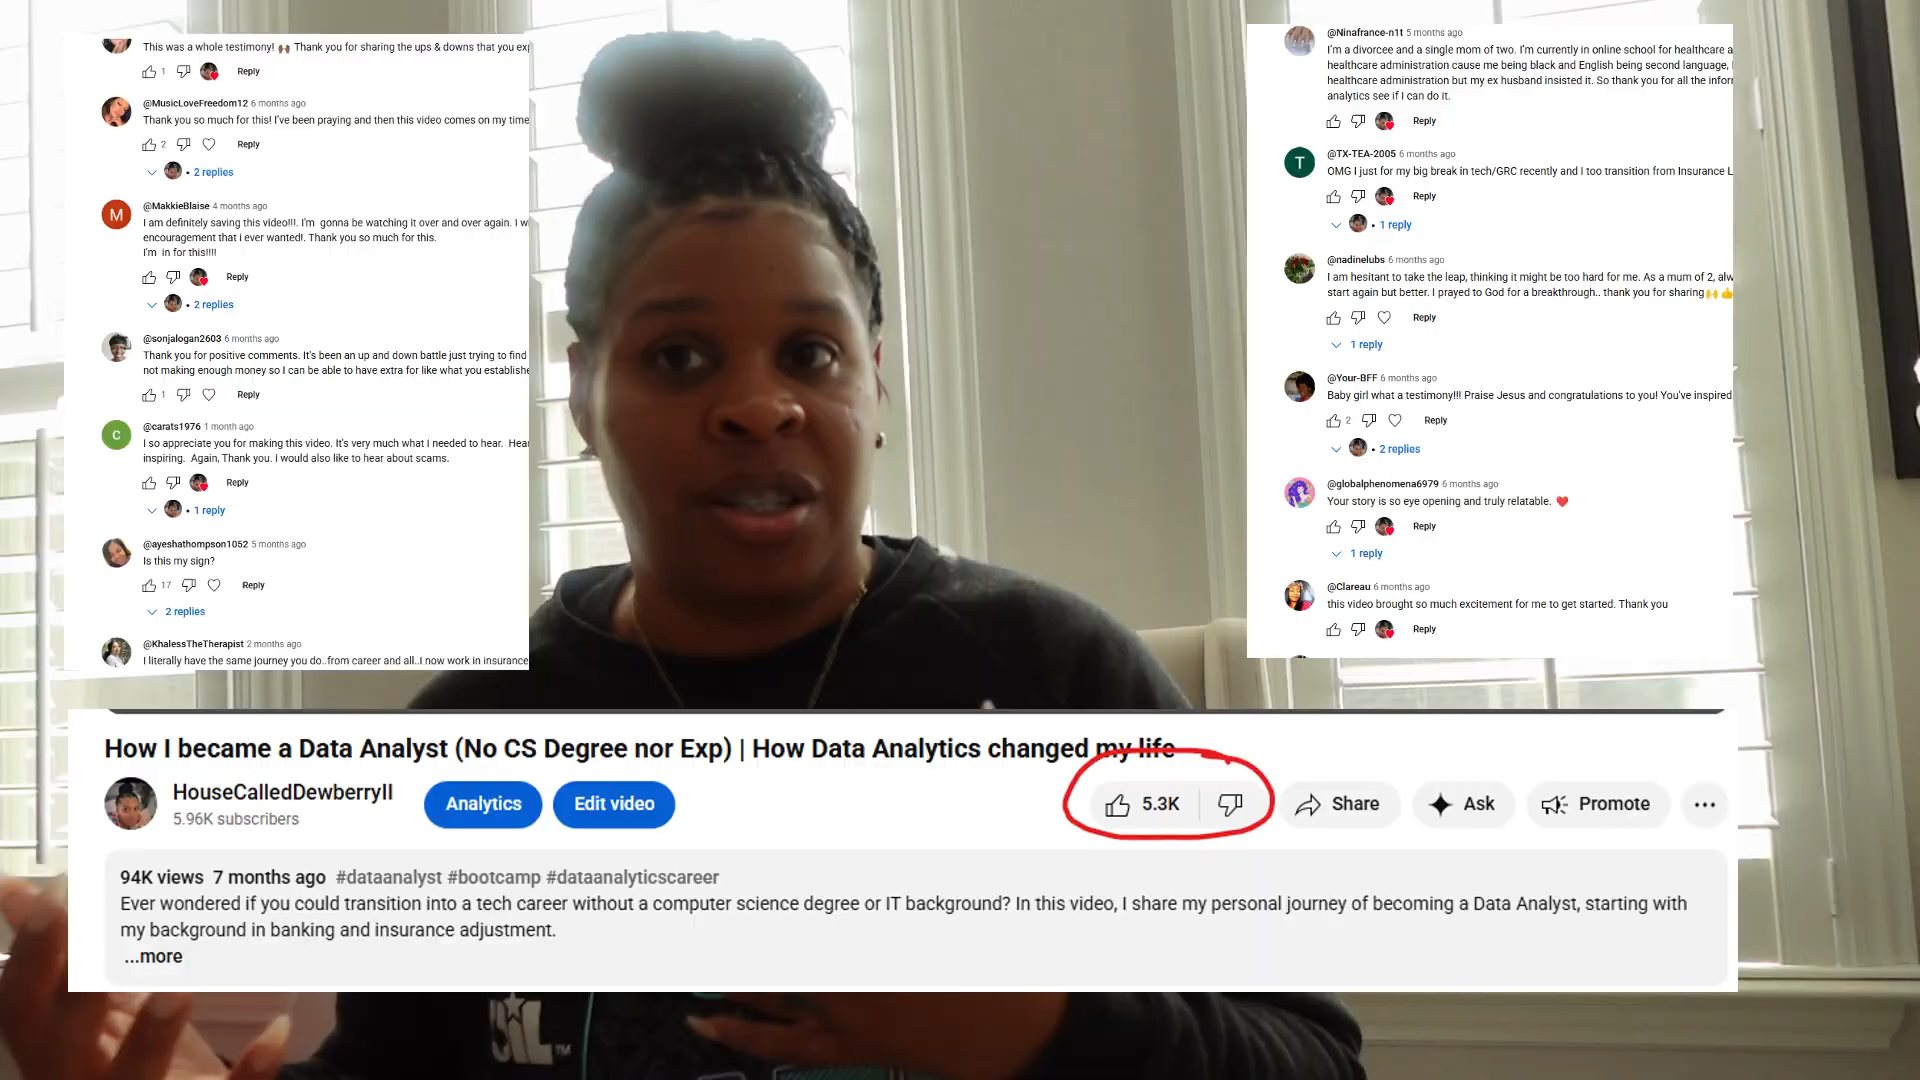 This was a whole testimony! 🙌🏾 Thank you for sharing the ups & downs that you
1
Reply
@MusicLoveFreedom12 6 months ago
Thank you so much for this! I've been praying and then this video comes on my time
2
Reply
• 2 replies
M
@MakkieBlaise 4 months ago
I am definitely saving this video!!!. I'm gonna be watching it over and over again. I
encouragement that i ever wanted!. Thank you so much for this.
I'm in for this!!!!
Reply
• 2 replies
@sonjalogan2603 6 months ago
Thank you for positive comments. It's been an up and down battle just trying to find
not making enough money so I can be able to have extra for like what you establishe
1
Reply
C
@carats1976 1 month ago
I so appreciate you for making this video. It's very much what I needed to hear. Hear
inspiring. Again, Thank you. I would also like to hear about scams.
Reply
• 1 reply
@ayeshathompson1052 5 months ago
Is this my sign?
17
Reply
2 replies
@KhalessTheTherapist 2 months ago
I literally have the same journey you do..from career and all..I now work in insurance
@Ninafrance-n1t 5 months ago
I'm a divorcee and a single mom of two. I'm currently in online school for healthcare a
healthcare administration cause me being black and English being second language,
healthcare administration but my ex husband insisted it. So thank you for all the infor
analytics see if I can do it.
Reply
T
@TX-TEA-2005 6 months ago
OMG I just for my big break in tech/GRC recently and I too transition from Insurance L
Reply
• 1 reply
@nadinelubs 6 months ago
I am hesitant to take the leap, thinking it might be too hard for me. As a mum of 2, alw
start again but better. I prayed to God for a breakthrough.. thank you for sharing🙌 👍
Reply
1 reply
@Your-BFF 6 months ago
Baby girl what a testimony!!! Praise Jesus and congratulations to you! You've inspired
2
Reply
• 2 replies
@globalphenomena6979 6 months ago
Your story is so eye opening and truly relatable. ❤️
Reply
1 reply
@Clareau 6 months ago
this video brought so much excitement for me to get started. Thank you
Reply
How I became a Data Analyst (No CS Degree nor Exp) | How Data Analytics changed my life
HouseCalledDewberryII
5.96K subscribers
Analytics
Edit video
5.3K
Share
Ask
Promote
...
94K views 7 months ago #dataanalyst #bootcamp #dataanalyticscareer
Ever wondered if you could transition into a tech career without a computer science degree or IT background? In this video, I share my personal journey of becoming a Data Analyst, starting with
my background in banking and insurance adjustment.
...more
TM